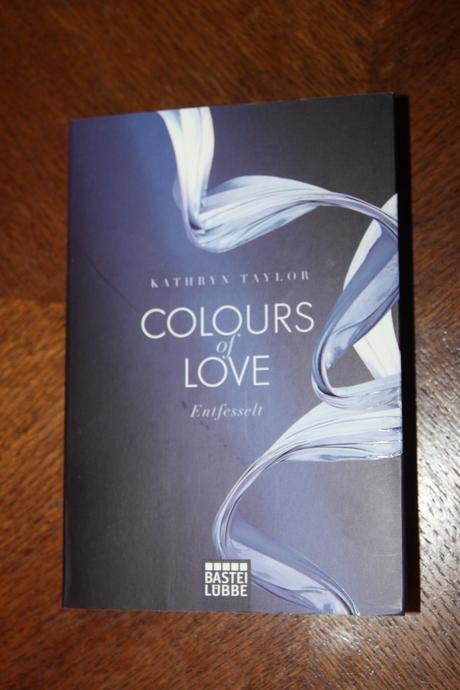 KATHRYN TAYLOR
COLOURS
of
LOVE
Entfesselt
BASTEI
LÜBBE